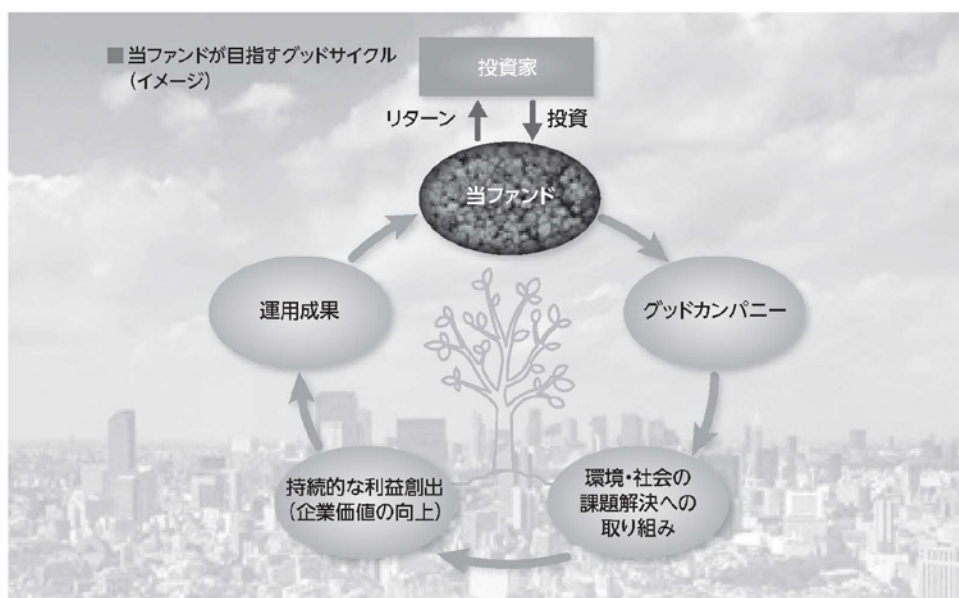 ■当ファンドが目指すグッドサイクル
（イメージ）
投資家
リターン
投資
当ファンド
運用成果
グッドカンパニー
持続的な利益創出
（企業価値の向上）
環境・社会の
課題解決への
取り組み